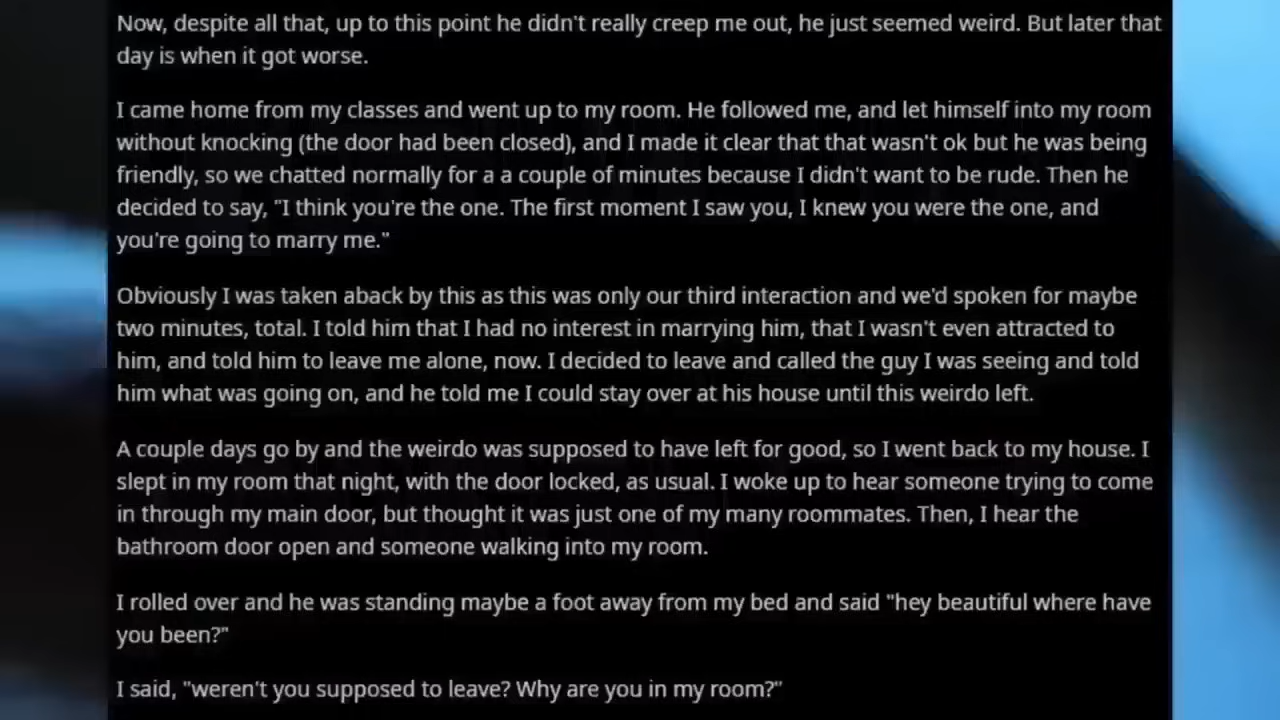 Now, despite all that, up to this point he didn't really creep me out, he just seemed weird. But later that
day is when it got worse.
I came home from my classes and went up to my room. He followed me, and let himself into my room
without knocking (the door had been closed), and I made it clear that that wasn't ok but he was being
friendly, so we chatted normally for a a couple of minutes because I didn't want to be rude. Then he
decided to say, "I think you're the one. The first moment I saw you, I knew you were the one, and
you're going to marry me."
Obviously I was taken aback by this as this was only our third interaction and we'd spoken for maybe
two minutes, total. I told him that I had no interest in marrying him, that I wasn't even attracted to
him, and told him to leave me alone, now. I decided to leave and called the guy I was seeing and told
him what was going on, and he told me I could stay over at his house until this weirdo left.
A couple days go by and the weirdo was supposed to have left for good, so I went back to my house. I
slept in my room that night, with the door locked, as usual. I woke up to hear someone trying to come
in through my main door, but thought it was just one of my many roommates. Then, I hear the
bathroom door open and someone walking into my room.
I rolled over and he was standing maybe a foot away from my bed and said "hey beautiful where have
you been?"
I said, "weren't you supposed to leave? Why are you in my room?"